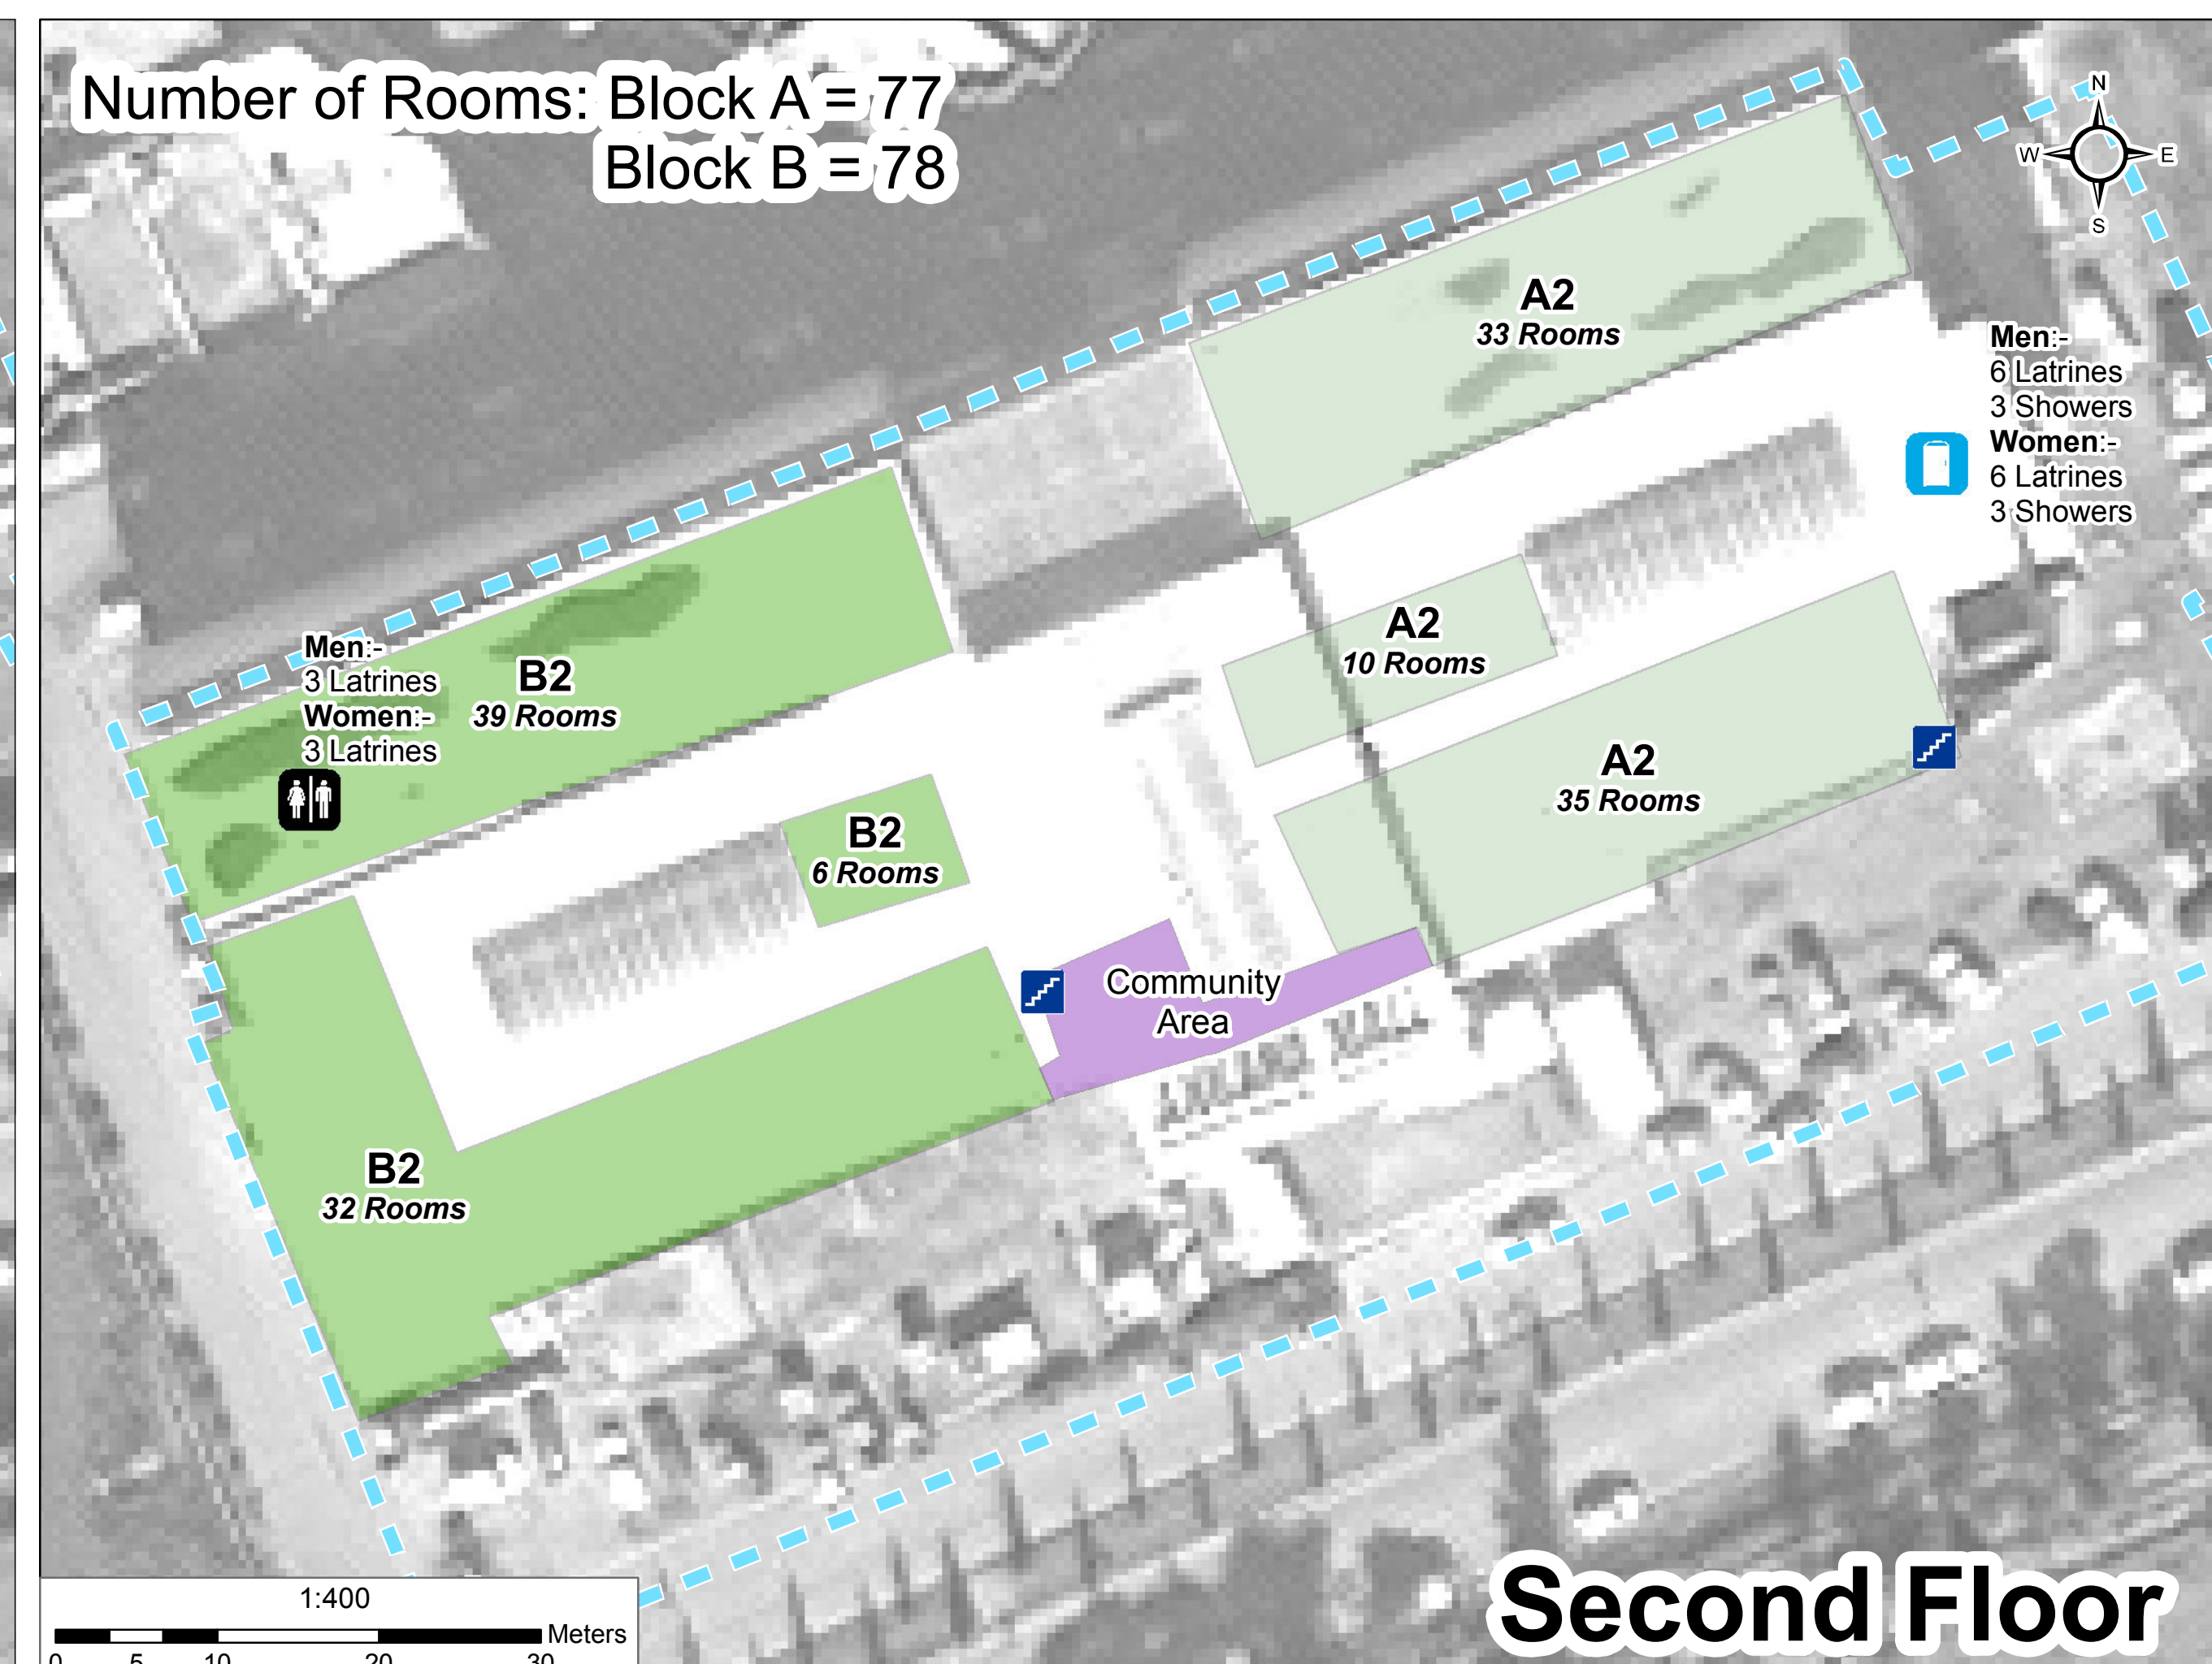 Number of Rooms: Block A = 77
Block B = 78
N
W E
S
A2
33 Rooms
Men:-
6 Latrines
3 Showers
Women:-
6 Latrines
3 Showers
A2
10 Rooms
Men:-
3 Latrines
Women:-
3 Latrines
B2
39 Rooms
A2
35 Rooms
B2
6 Rooms
Community
Area
B2
32 Rooms
1:400
Meters
0 5 10 20 30
Second Floor